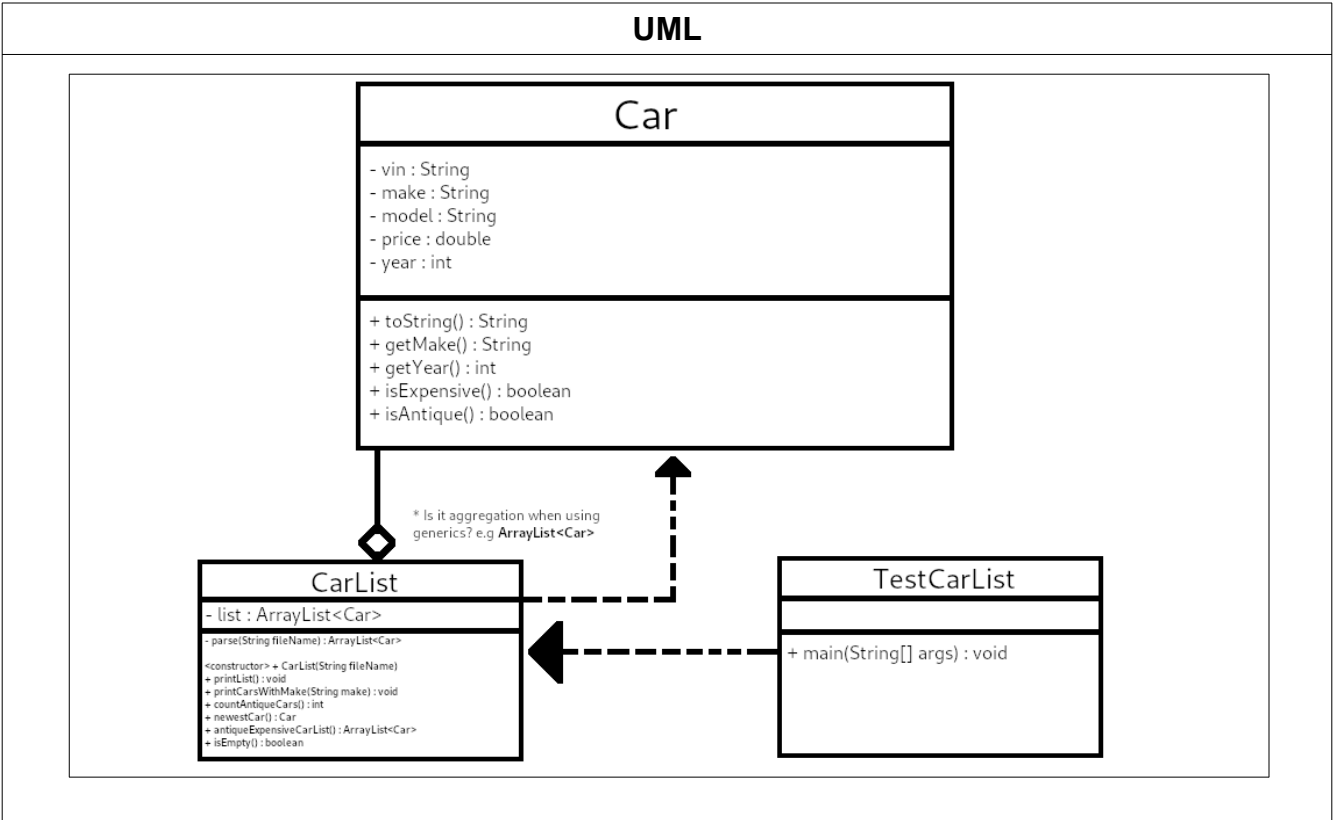 UML
Car
- vin : String
- make : String
- model : String
- price : double
- year : int
+ toString() : String
+ getMake() : String
+ getYear() : int
+ isExpensive() : boolean
+ isAntique() : boolean
* Is it aggregation when using
generics? e.g ArrayList<Car>
CarList
- list : ArrayList<Car>
- parse(String fileName) : ArrayList<Car>
<constructor> + CarList(String fileName)
+ printList() : void
+ printCarsWithMake(String make) : void
+ countAntiqueCars() : int
+ newestCar() : Car
+ antiqueExpensiveCarList() : ArrayList<Car>
+ isEmpty() : boolean
TestCarList
+ main(String[] args) : void